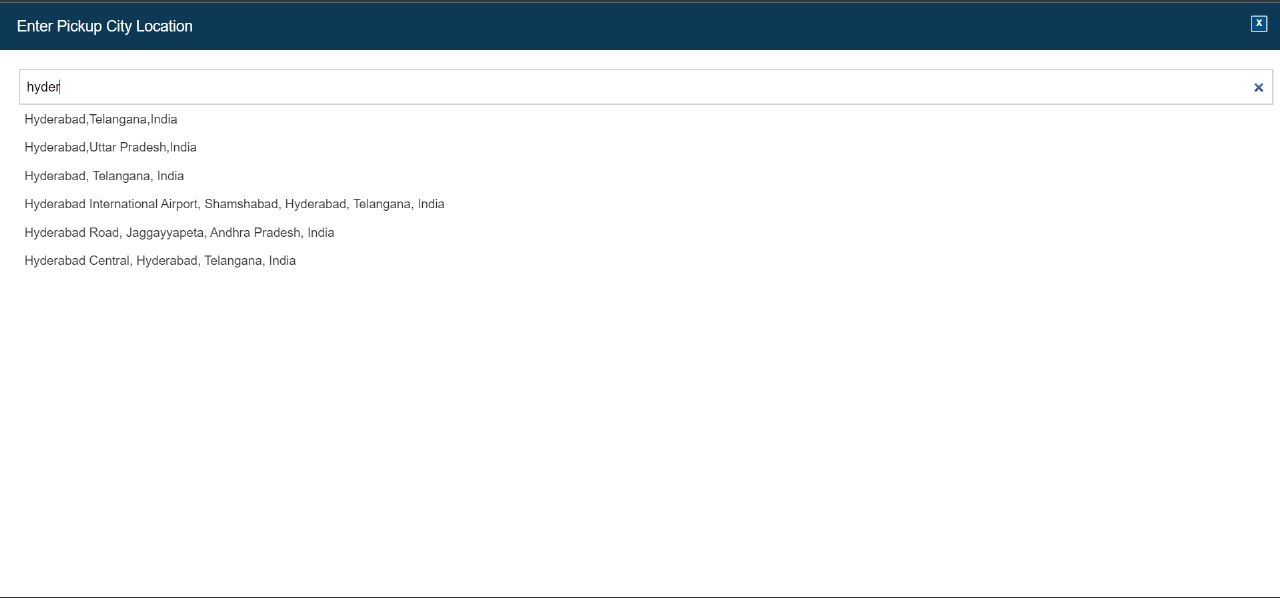 Enter Pickup City Location
x
hyder
×
Hyderabad,Telangana,India
Hyderabad,Uttar Pradesh,India
Hyderabad, Telangana, India
Hyderabad International Airport, Shamshabad, Hyderabad, Telangana, India
Hyderabad Road, Jaggayyapeta, Andhra Pradesh, India
Hyderabad Central, Hyderabad, Telangana, India